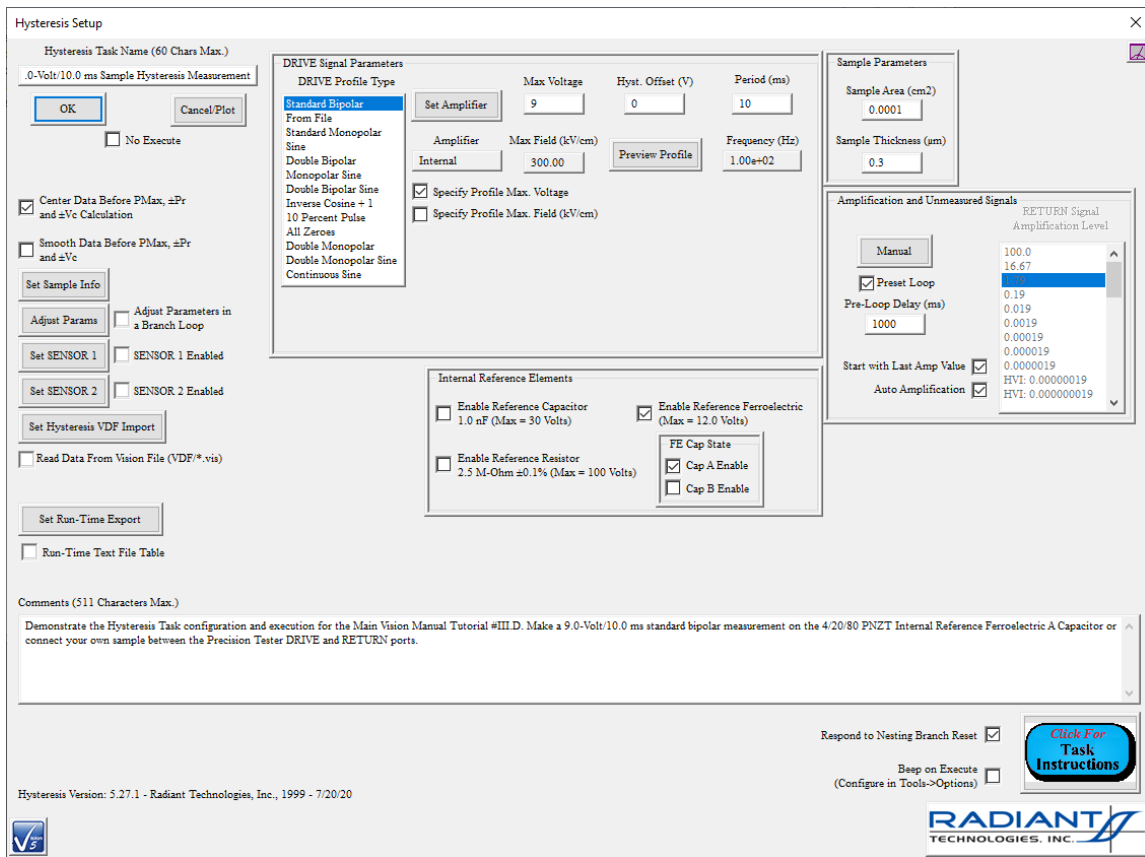 Hysteresis Setup
Hysteresis Task Name (60 Chars Max.)
.0-Volt/10.0 ms Sample Hysteresis Measurement
OK
Cancel/Plot
No Execute
Center Data Before PMax, ±Pr
and ±Vc Calculation
Smooth Data Before PMax, ±Pr
and ±Vc
Set Sample Info
Adjust Params
Adjust Parameters in
a Branch Loop
Set SENSOR 1
SENSOR 1 Enabled
Set SENSOR 2
SENSOR 2 Enabled
Set Hysteresis VDF Import
Read Data From Vision File (VDF/*.vis)
Set Run-Time Export
Run-Time Text File Table
DRIVE Signal Parameters
DRIVE Profile Type
Standard Bipolar
From File
Standard Monopolar
Sine
Double Bipolar
Monopolar Sine
Double Bipolar Sine
Inverse Cosine + 1
10 Percent Pulse
All Zeroes
Double Monopolar
Double Monopolar Sine
Continuous Sine
Set Amplifier
Max Voltage
9
Hyst. Offset (V)
0
Period (ms)
10
Amplifier
Internal
Max Field (kV/cm)
300.00
Preview Profile
Frequency (Hz)
1.00e+02
Specify Profile Max. Voltage
Specify Profile Max. Field (kV/cm)
Sample Parameters
Sample Area (cm2)
0.0001
Sample Thickness (µm)
0.3
Amplification and Unmeasured Signals
RETURN Signal
Amplification Level
Manual
Preset Loop
Pre-Loop Delay (ms)
1000
Start with Last Amp Value
Auto Amplification
100.0
16.67
0.19
0.019
0.0019
0.00019
0.000019
0.0000019
HVI: 0.00000019
HVI: 0.000000019
Internal Reference Elements
Enable Reference Capacitor
1.0 nF (Max = 30 Volts)
Enable Reference Resistor
2.5 M-Ohm ±0.1% (Max = 100 Volts)
Enable Reference Ferroelectric
(Max = 12.0 Volts)
FE Cap State
Cap A Enable
Cap B Enable
Comments (511 Characters Max.)
Demonstrate the Hysteresis Task configuration and execution for the Main Vision Manual Tutorial #III.D. Make a 9.0-Volt/10.0 ms standard bipolar measurement on the 4/20/80 PNZT Internal Reference Ferroelectric A Capacitor or
connect your own sample between the Precision Tester DRIVE and RETURN ports.
Respond to Nesting Branch Reset
Beep on Execute
(Configure in Tools->Options)
Click For
Task
Instructions
Hysteresis Version: 5.27.1 - Radiant Technologies, Inc., 1999 - 7/20/20
RADIANT
TECHNOLOGIES, INC.